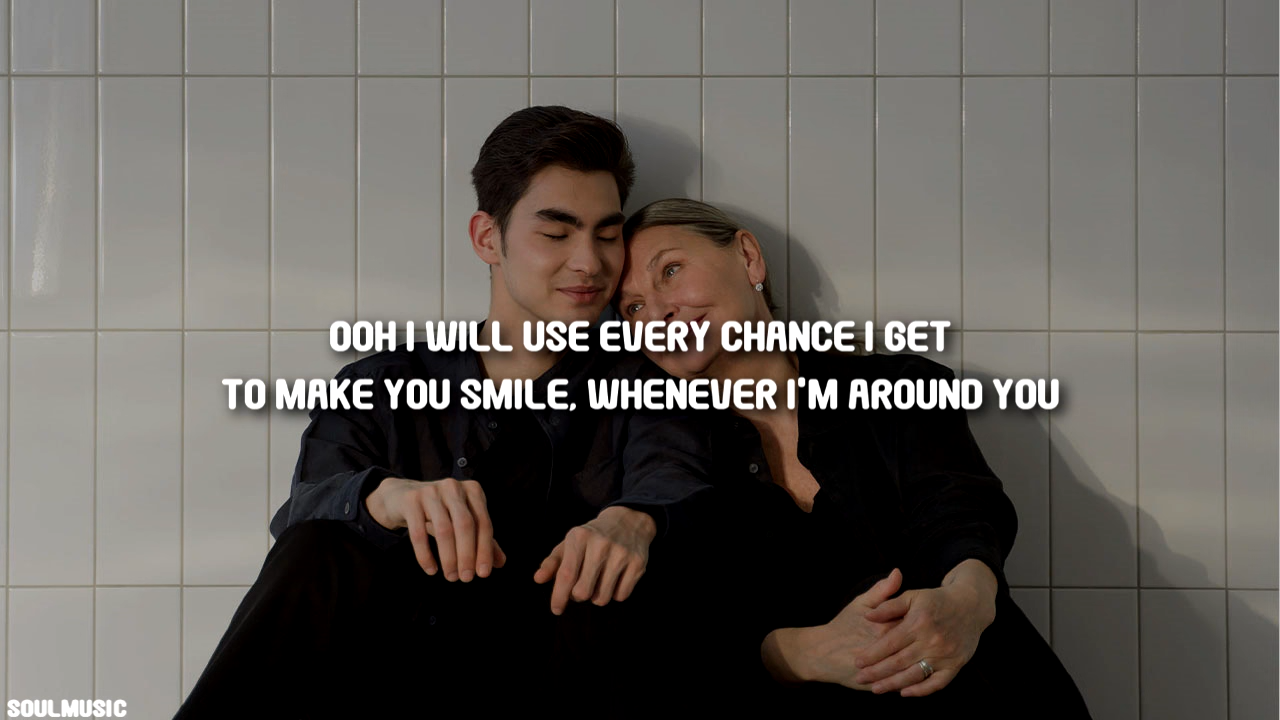 OOH I WILL USE EVERY CHANCE I GET
TO MAKE YOU SMILE, WHENEVER I'M AROUND YOU
SOULMUSIC